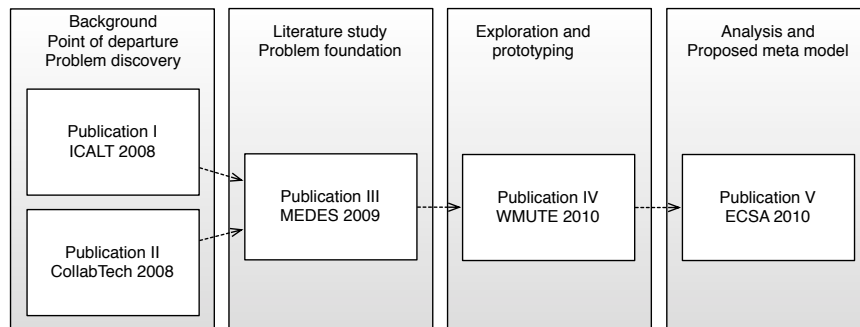 Background
Point of departure
Problem discovery
Publication I
ICALT 2008
Publication II
CollabTech 2008
Literature study
Problem foundation
Publication III
MEDES 2009
Exploration and
prototyping
Publication IV
WMUTE 2010
Analysis and
Proposed meta model
Publication V
ECSA 2010